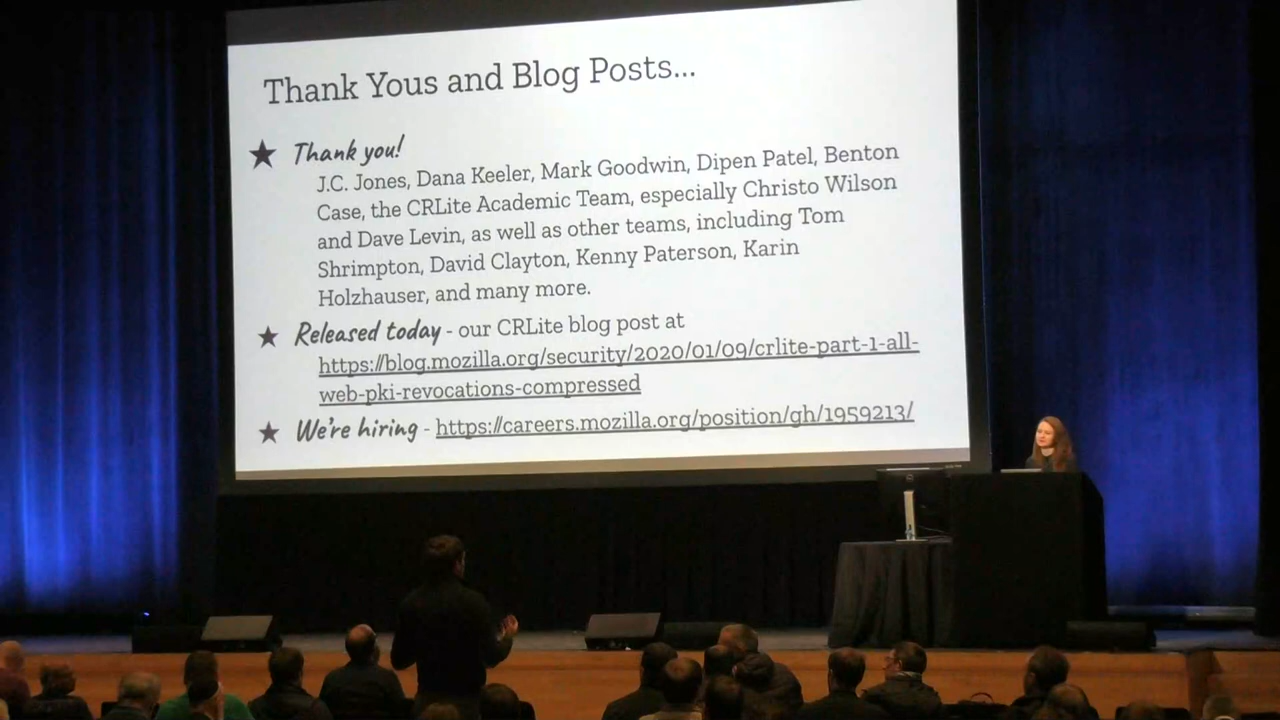 Thank Yous and Blog Posts...
Thank you!
J.C. Jones, Dana Keeler, Mark Goodwin, Dipen Patel, Benton
Case, the CRLite Academic Team, especially Christo Wilson
and Dave Levin, as well as other teams, including Tom
Shrimpton, David Clayton, Kenny Paterson, Karin
Holzhauser, and many more.
Released today - our CRLite blog post at
https://blog.mozilla.org/security/2020/01/09/crlite-part-1-all-
web-pki-revocations-compressed
We're hiring - https://careers.mozilla.org/position/gh/1959213/